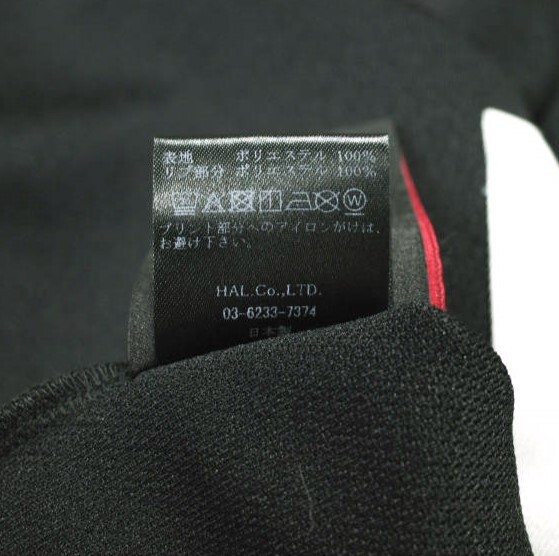 表地 ポリエステル 100%
リブ部分 ポリエステル 100%
プリント部分へのアイロンがけは、
お避け下さい。
HAL.Co.,LTD.
03-6233-7374
日本製